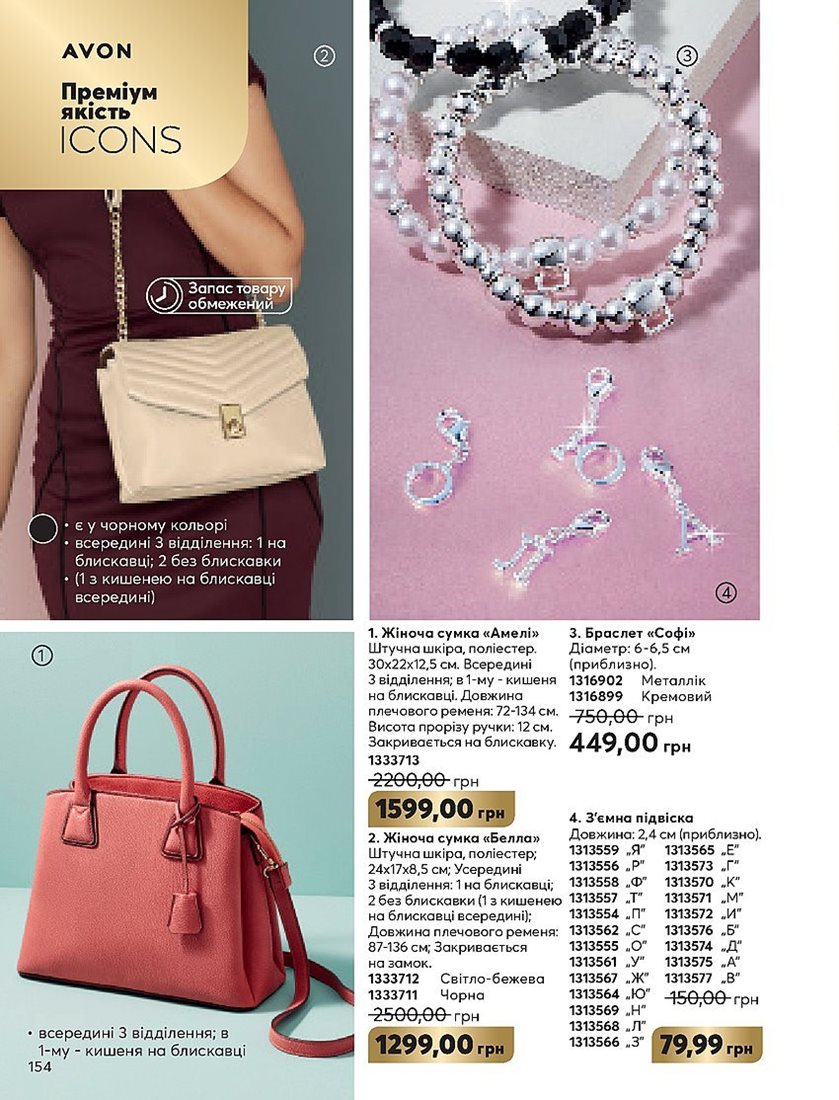 AVON
Преміум
якість
ICONS
2
Запас товару
обмежений
• є у чорному кольорі
• всередині 3 відділення: 1 на
блискавці; 2 без блискавки
• (1 з кишенею на блискавці
всередині)
3
4
1
• всередині 3 відділення; в
1-му - кишеня на блискавці
154
1. Жіноча сумка «Амелі»
Штучна шкіра, поліестер.
30х22х12,5 см. Всередині
3 відділення; в 1-му - кишеня
на блискавці. Довжина
плечового ременя: 72-134 см.
Висота прорізу ручки: 12 см.
Закривається на блискавку.
1333713
2200,00 грн
1599,00 грн
2. Жіноча сумка «Белла»
Штучна шкіра, поліестер;
24х17х8,5 см; Усередині
3 відділення: 1 на блискавці;
2 без блискавки (1 з кишенею
на блискавці всередині);
Довжина плечового ременя:
87-136 см; Закривається
на замок.
1333712 Світло-бежева
1333711 Чорна
2500,00 грн
1299,00 грн
3. Браслет «Софі»
Діаметр: 6-6,5 см
(приблизно).
1316902 Металлік
1316899 Кремовий
750,00 грн
449,00 грн
4. З’ємна підвіска
Довжина: 2,4 см (приблизно).
1313559 „Я” 1313565 „Е”
1313556 „Р” 1313573 „Г”
1313558 „Ф” 1313570 „К”
1313557 „Т” 1313571 „М”
1313554 „П” 1313572 „И”
1313562 „С” 1313576 „Б”
1313555 „О” 1313574 „Д”
1313561 „У” 1313575 „А”
1313567 „Ж” 1313577 „В”
1313564 „Ю” 150,00 грн
1313569 „Н”
1313568 „Л”
1313566 „З” 79,99 грн